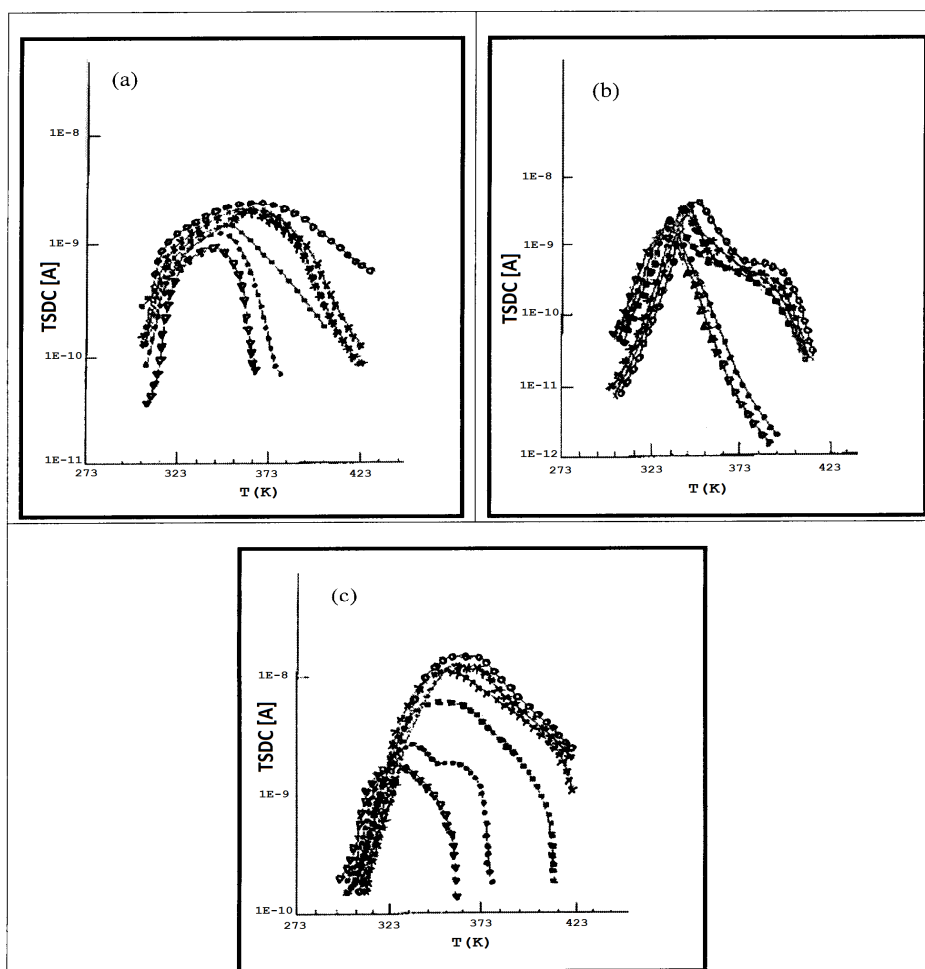 (a)
TSDC [A]
1E-8
1E-9
1E-10
1E-11
273 323 373 423
T (K)
(b)
TSDC [A]
1E-8
1E-9
1E-10
1E-11
1E-12
273 323 373 423
T (K)
(c)
TSDC [A]
1E-8
1E-9
1E-10
273 323 373 423
T (K)